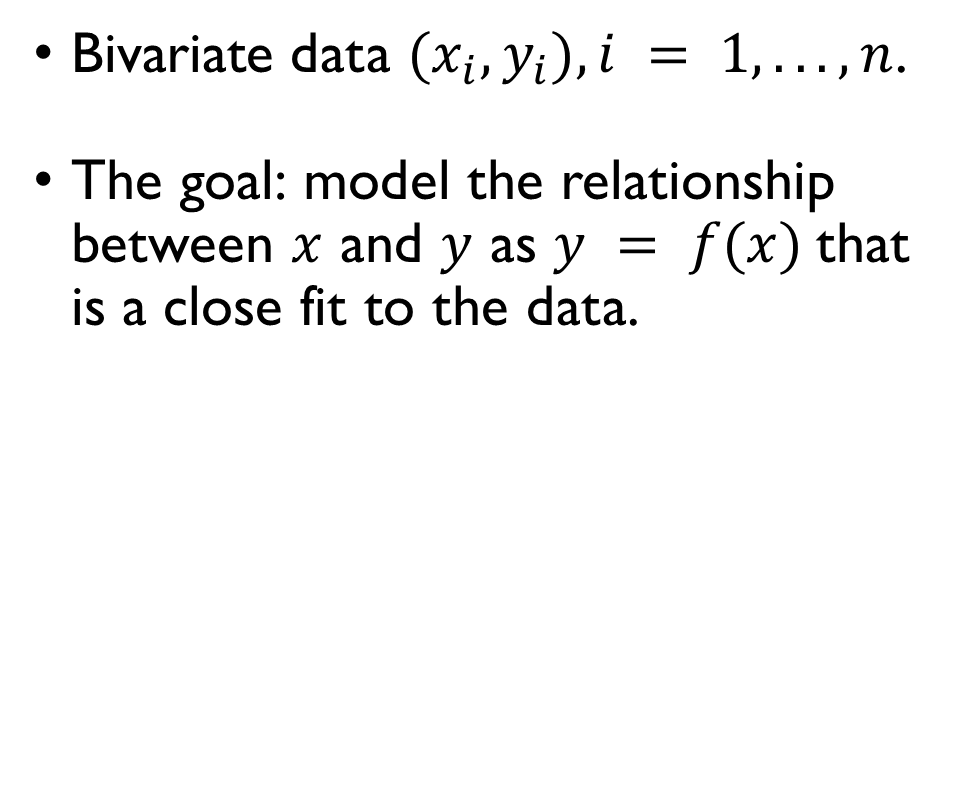 • Bivariate data (xᵢ, yᵢ), i = 1, . . . , n.
• The goal: model the relationship
between x and y as y = f(x) that
is a close fit to the data.